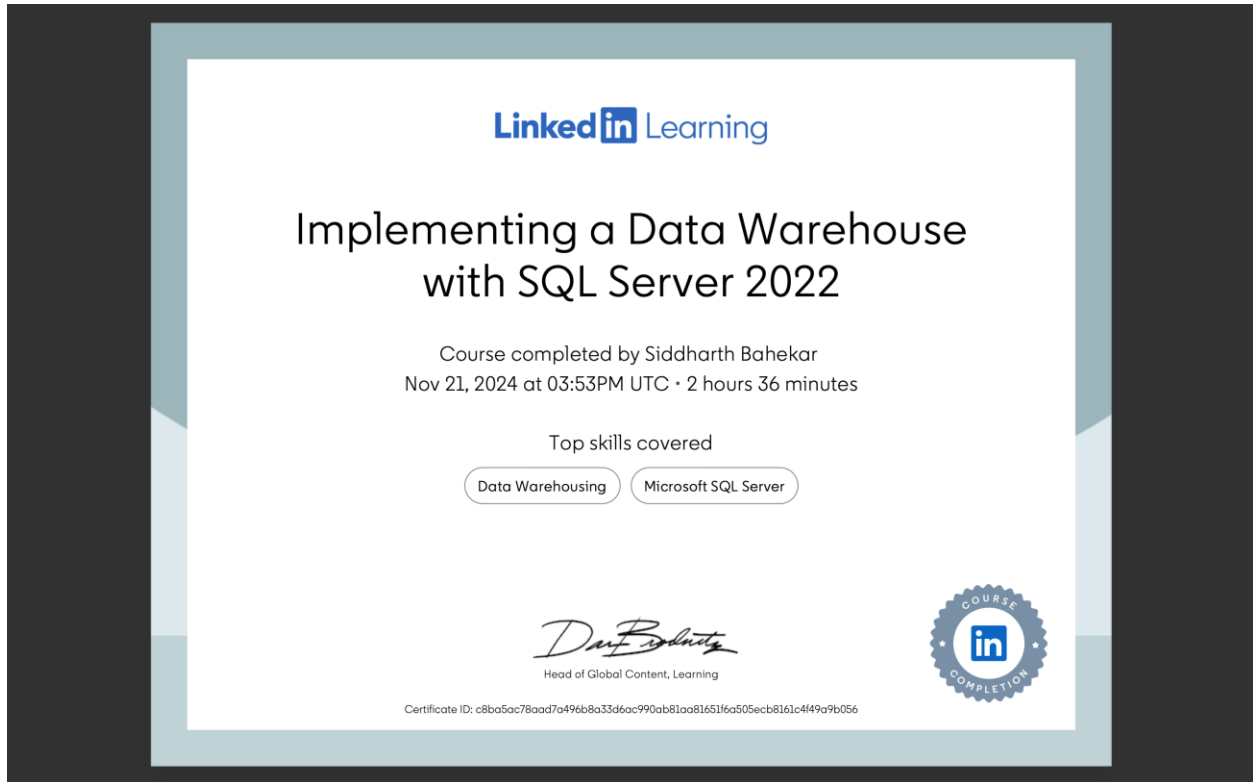 Linked in Learning
Implementing a Data Warehouse
with SQL Server 2022
Course completed by Siddharth Bahekar
Nov 21, 2024 at 03:53PM UTC • 2 hours 36 minutes
Top skills covered
Data Warehousing
Microsoft SQL Server
Head of Global Content, Learning
Certificate ID: c8ba5ac78aad7a496b8a33d6ac990ab81aa81651f6a505ecb8161c4f49a9b056
COURSE
in
COMPLETION